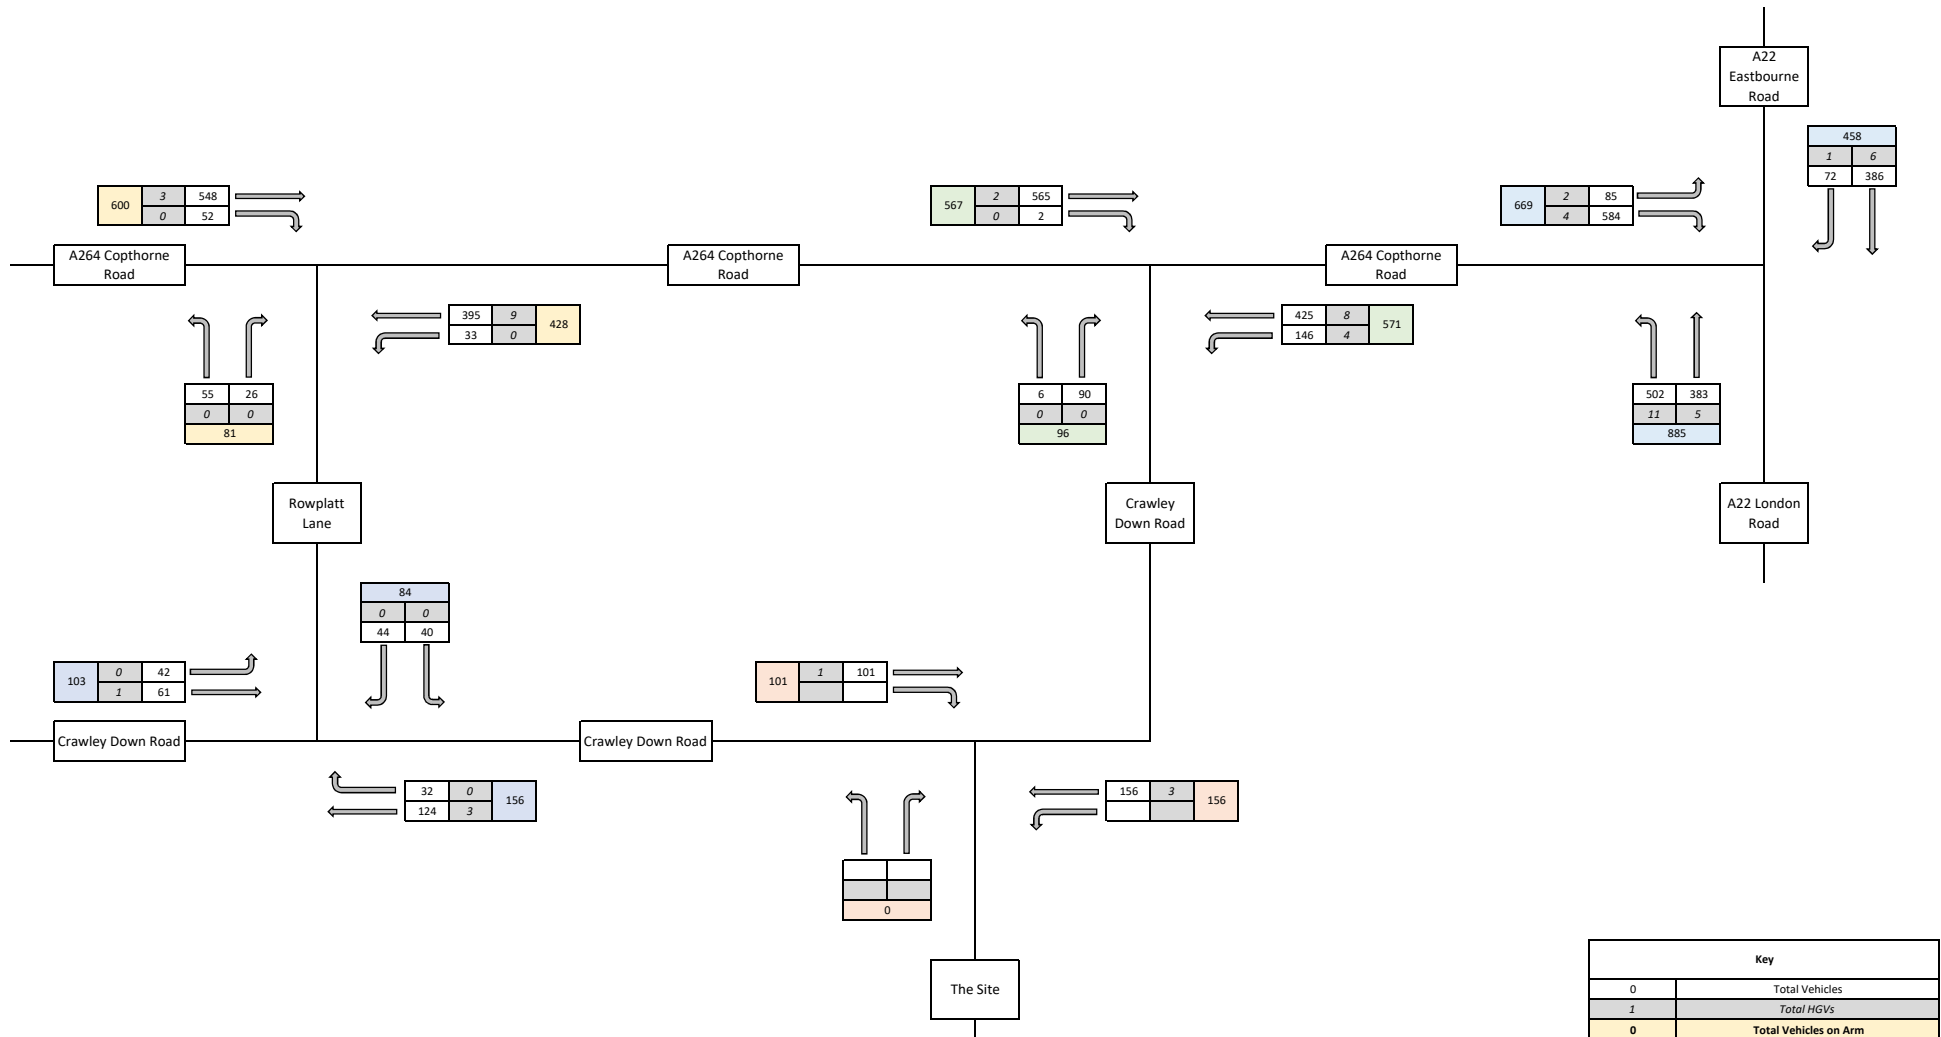 A22
Eastbourne
Road
458
1 6
72 386
600 3 548
0 52
567 2 565
0 2
669 2 85
4 584
A264 Copthorne
Road
A264 Copthorne
Road
A264 Copthorne
Road
395 9 428
33 0
425 8 571
146 4
55 26
0 0
81
6 90
0 0
96
502 383
11 5
885
Rowplatt
Lane
Crawley
Down Road
A22 London
Road
84
0 0
44 40
103 0 42
1 61
101 1 101
Crawley Down Road
Crawley Down Road
32 0 156
124 3
156 3 156
0
The Site
Key
0 Total Vehicles
1 Total HGVs
0 Total Vehicles on Arm